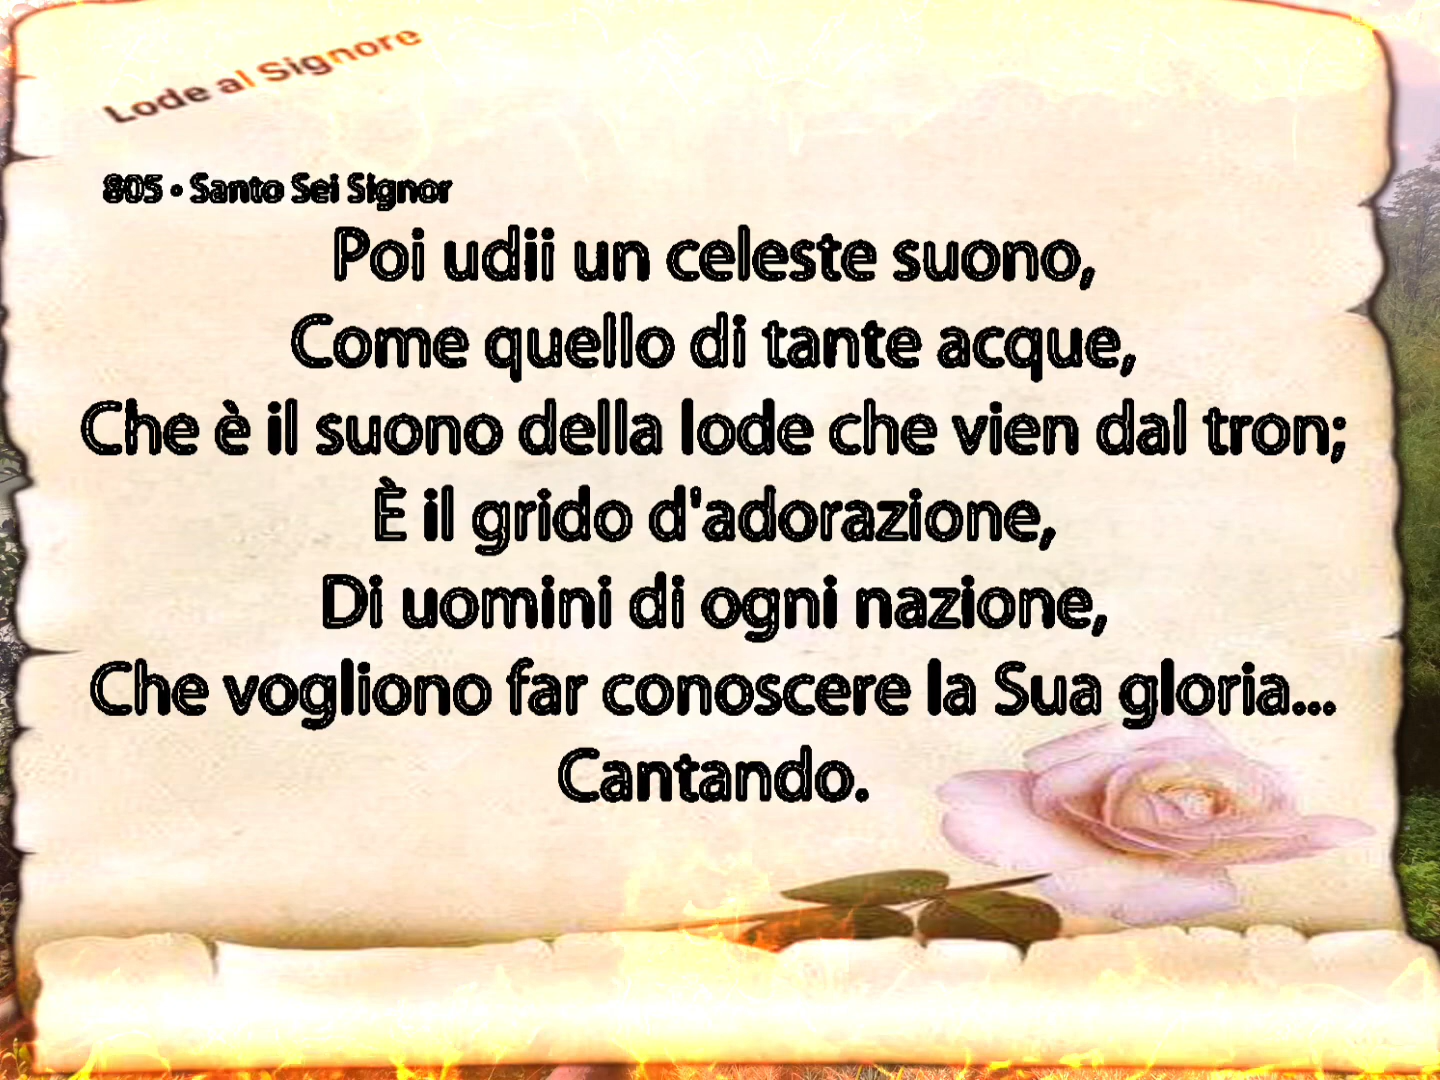 Lode al Signore
805 • Santo Sei Signor
Poi udii un celeste suono,
Come quello di tante acque,
Che è il suono della lode che vien dal tron;
È il grido d'adorazione,
Di uomini di ogni nazione,
Che vogliono far conoscere la Sua gloria...
Cantando.